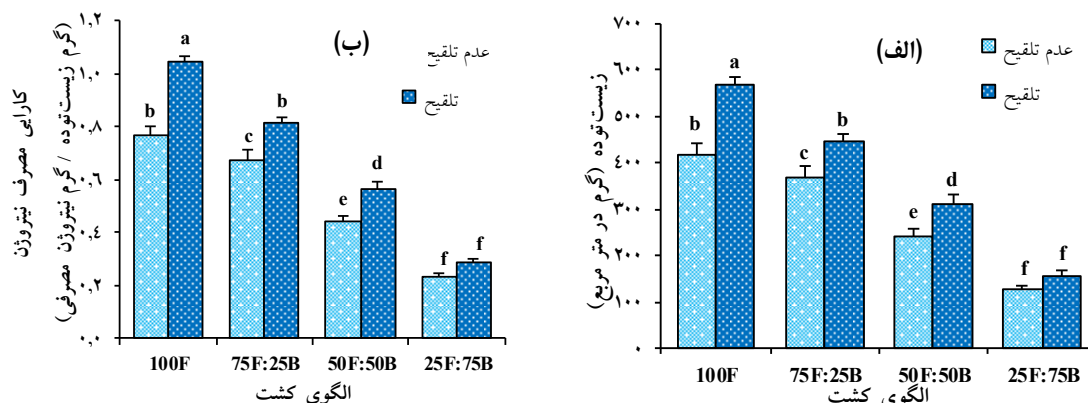 (الف)
عدم تلقیح
تلقیح
زیست‌توده (گرم در متر مربع)
۷۰۰
۶۰۰
۵۰۰
۴۰۰
۳۰۰
۲۰۰
۱۰۰
۰
b a
c b
e d
f f
100F 75F:25B 50F:50B 25F:75B
الگوی کشت
(ب)
عدم تلقیح
تلقیح
کارایی مصرف نیتروژن
(گرم زیست‌توده / گرم نیتروژن مصرفی)
۱٫۲
۱٫۰
۰٫۸
۰٫۶
۰٫۴
۰٫۲
۰٫۰
b a
c b
e d
f f
100F 75F:25B 50F:50B 25F:75B
الگوی کشت